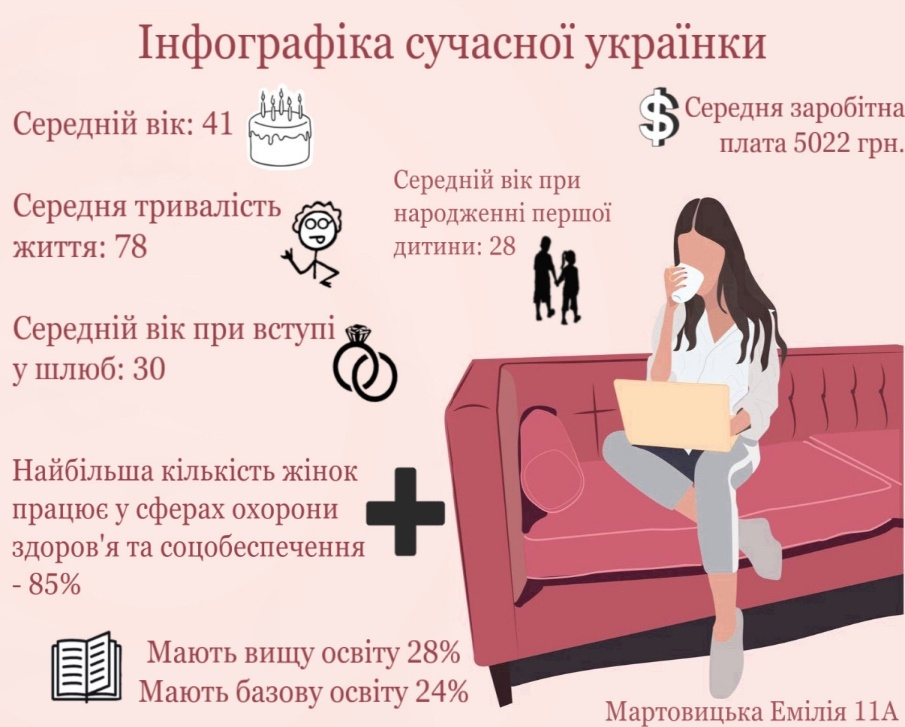 Інфографіка сучасної українки
Середній вік: 41
$ Середня заробітна
плата 5022 грн.
Середня тривалість
життя: 78
Середній вік при
народженні першої
дитини: 28
Середній вік при вступі
у шлюб: 30
Найбільша кількість жінок
працює у сферах охорони
здоров'я та соцобеспечення
- 85%
Мають вищу освіту 28%
Мають базову освіту 24%
Мартовицька Емілія 11А